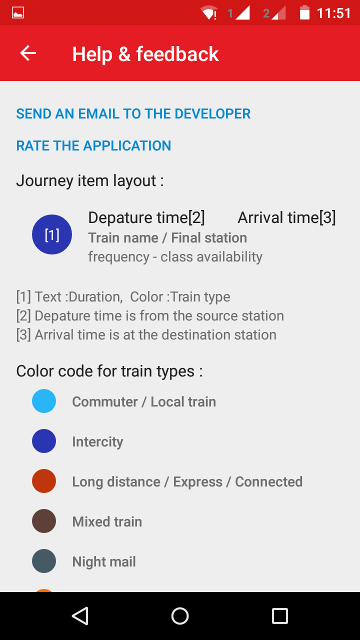 1 2 11:51
Help & feedback
SEND AN EMAIL TO THE DEVELOPER
RATE THE APPLICATION
Journey item layout :
[1] Depature time[2] Arrival time[3]
Train name / Final station
frequency - class availability
[1] Text :Duration,  Color :Train type
[2] Depature time is from the source station
[3] Arrival time is at the destination station
Color code for train types :
Commuter / Local train
Intercity
Long distance / Express / Connected
Mixed train
Night mail